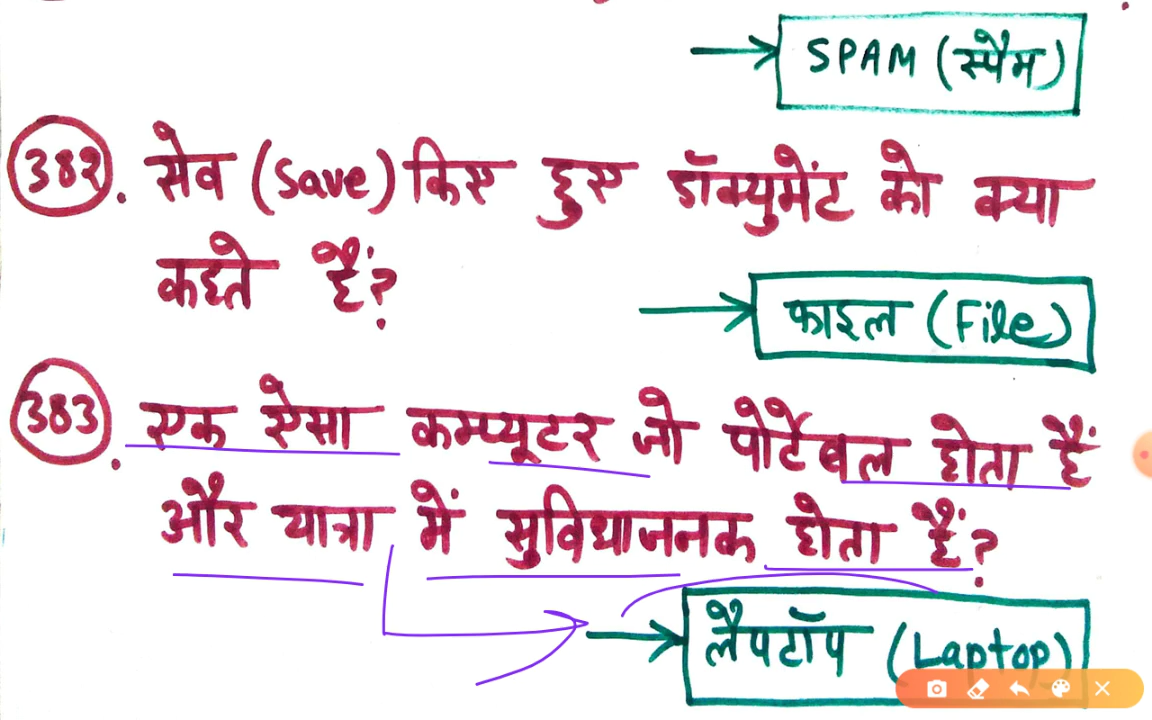 SPAM (स्पैम)
382. सेव (Save) किए हुए डॉक्युमेंट को क्या
कहते हैं?
फाइल (File)
383. एक ऐसा कम्प्यूटर जो पोर्टेबल होता हैं
और यात्रा में सुविधाजनक होता हैं?
लैपटॉप (Laptop)